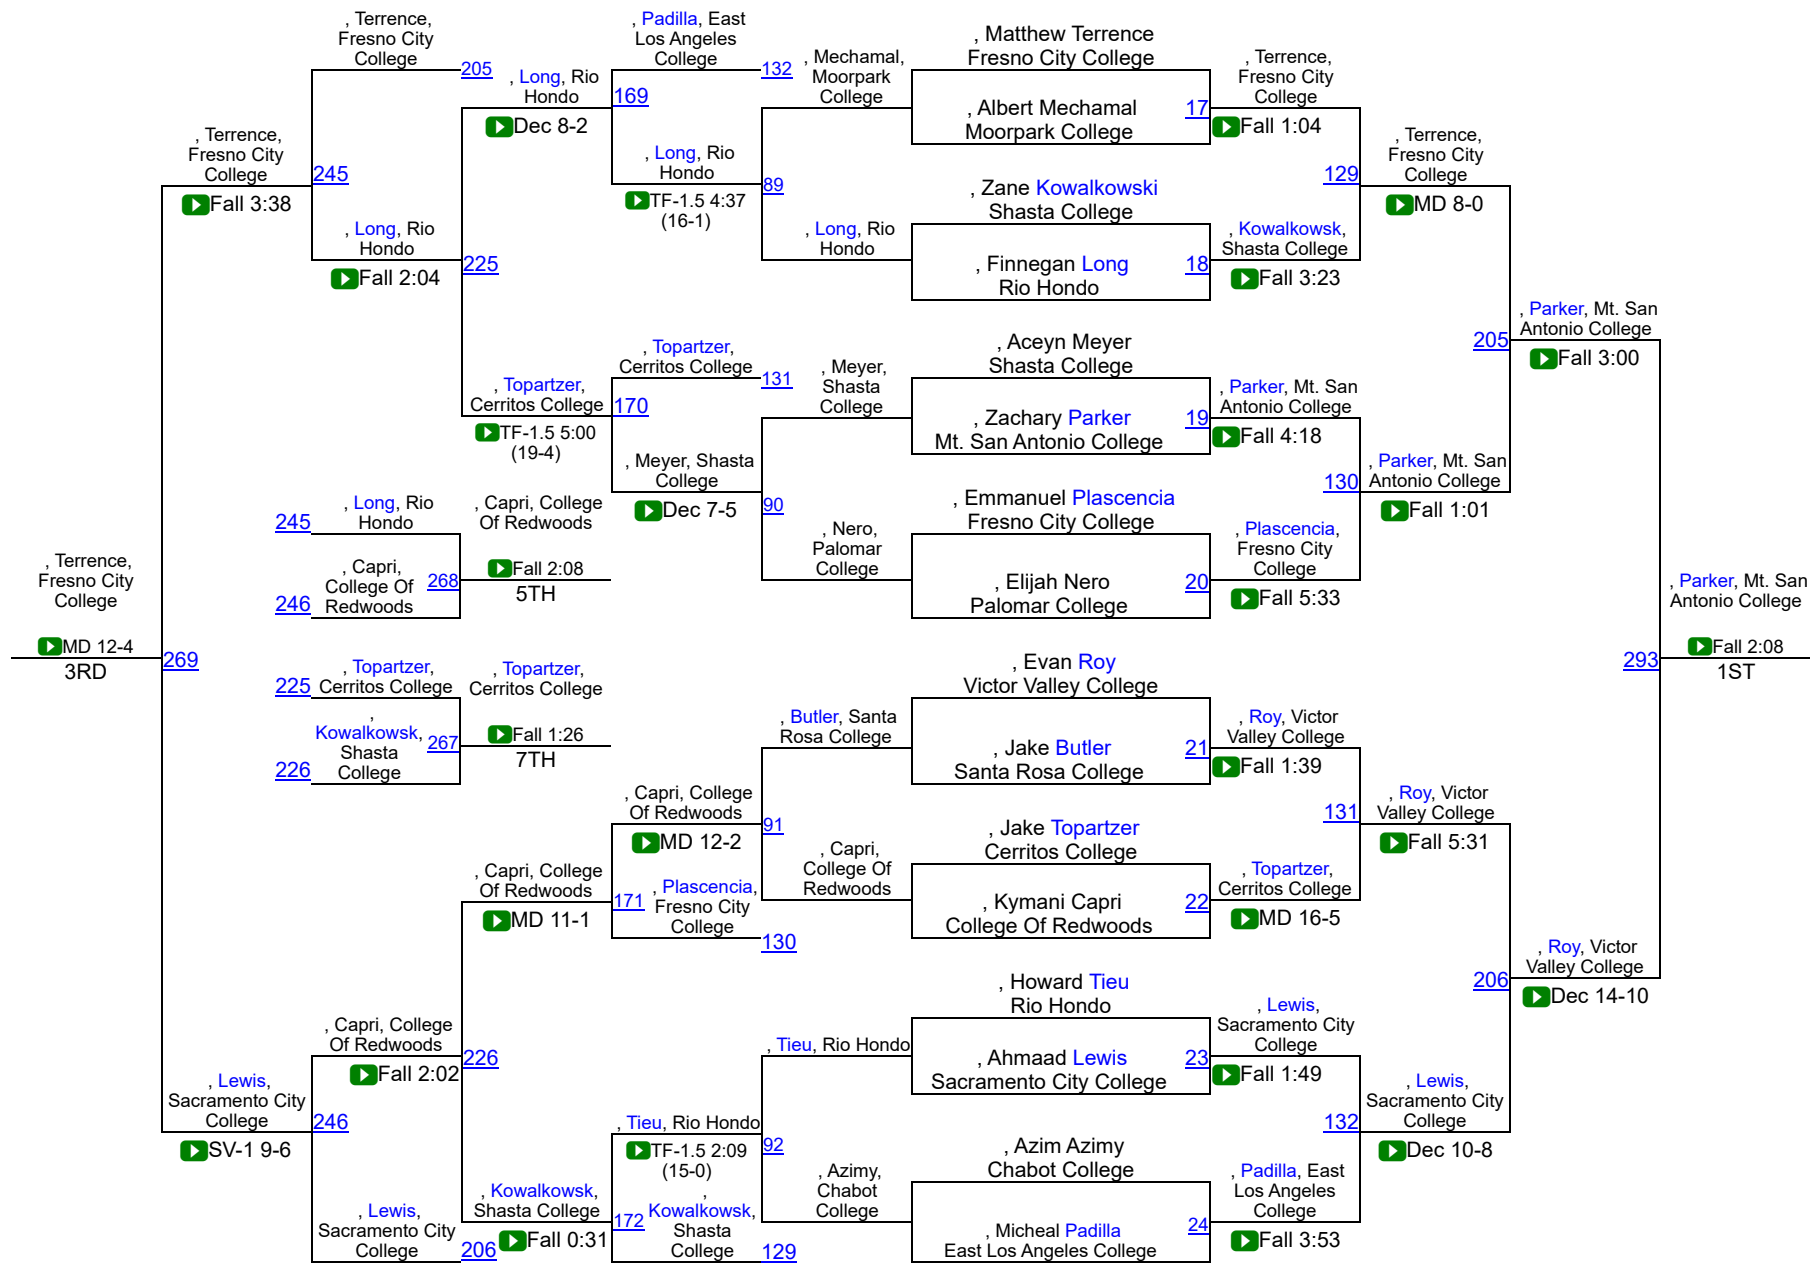 , Terrence,
Fresno City
College
205
, Terrence,
Fresno City
College
Fall 3:38
245
, Long, Rio
Hondo
Fall 2:04
, Long, Rio
Hondo
Dec 8-2
225
, Padilla, East
Los Angeles
College
132
169
, Long, Rio
Hondo
TF-1.5 4:37
(16-1)
, Mechamal,
Moorpark
College
89
, Long, Rio
Hondo
, Topartzer,
Cerritos College
TF-1.5 5:00
(19-4)
, Topartzer,
Cerritos College
131
170
, Meyer, Shasta
College
Dec 7-5
, Meyer,
Shasta
College
90
, Nero,
Palomar
College
, Long, Rio
Hondo
245
, Capri,
College Of
Redwoods
246
268
, Capri, College
Of Redwoods
Fall 2:08
5TH
, Terrence,
Fresno City
College
MD 12-4
3RD
269
, Topartzer,
Cerritos College
225
,
Kowalkowsk,
Shasta
College
226
267
, Topartzer,
Cerritos College
Fall 1:26
7TH
, Butler, Santa
Rosa College
, Capri, College
Of Redwoods
MD 12-2
91
, Capri,
College Of
Redwoods
, Capri, College
Of Redwoods
MD 11-1
171
, Plascencia,
Fresno City
College
130
, Capri, College
Of Redwoods
Fall 2:02
226
, Lewis,
Sacramento City
College
SV-1 9-6
246
, Lewis,
Sacramento City
College
206
, Kowalkowsk,
Shasta College
Fall 0:31
, Tieu, Rio Hondo
, Tieu, Rio Hondo
TF-1.5 2:09
(15-0)
92
, Azimy,
Chabot
College
172
,
Kowalkowsk,
Shasta
College
129
, Matthew Terrence
Fresno City College
, Albert Mechamal
Moorpark College
17
, Terrence,
Fresno City
College
Fall 1:04
, Zane Kowalkowski
Shasta College
, Finnegan Long
Rio Hondo
18
, Kowalkowsk,
Shasta College
Fall 3:23
129
, Terrence,
Fresno City
College
MD 8-0
, Aceyn Meyer
Shasta College
, Zachary Parker
Mt. San Antonio College
19
, Parker, Mt. San
Antonio College
Fall 4:18
, Emmanuel Plascencia
Fresno City College
, Elijah Nero
Palomar College
20
, Plascencia,
Fresno City
College
Fall 5:33
130
, Parker, Mt. San
Antonio College
Fall 1:01
205
, Parker, Mt. San
Antonio College
Fall 3:00
, Evan Roy
Victor Valley College
, Jake Butler
Santa Rosa College
21
, Roy, Victor
Valley College
Fall 1:39
, Jake Topartzer
Cerritos College
, Kymani Capri
College Of Redwoods
22
, Topartzer,
Cerritos College
MD 16-5
131
, Roy, Victor
Valley College
Fall 5:31
, Howard Tieu
Rio Hondo
, Ahmaad Lewis
Sacramento City College
23
, Lewis,
Sacramento City
College
Fall 1:49
, Azim Azimy
Chabot College
, Micheal Padilla
East Los Angeles College
24
, Padilla, East
Los Angeles
College
Fall 3:53
132
, Lewis,
Sacramento City
College
Dec 10-8
206
, Roy, Victor
Valley College
Dec 14-10
293
, Parker, Mt. San
Antonio College
Fall 2:08
1ST